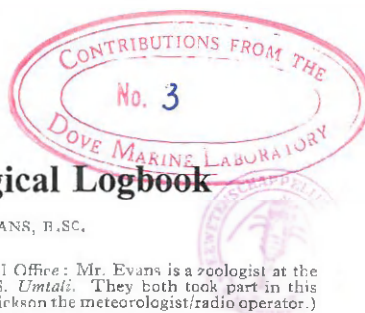 CONTRIBUTIONS FROM THE
No. 3
DOVE MARINE LABORATORY
gical Logbook
ANS, B.SC.
l Office: Mr. Evans is a zoologist at the
S. Umtali. They both took part in this
ickson the meteorologist/radio operator.)